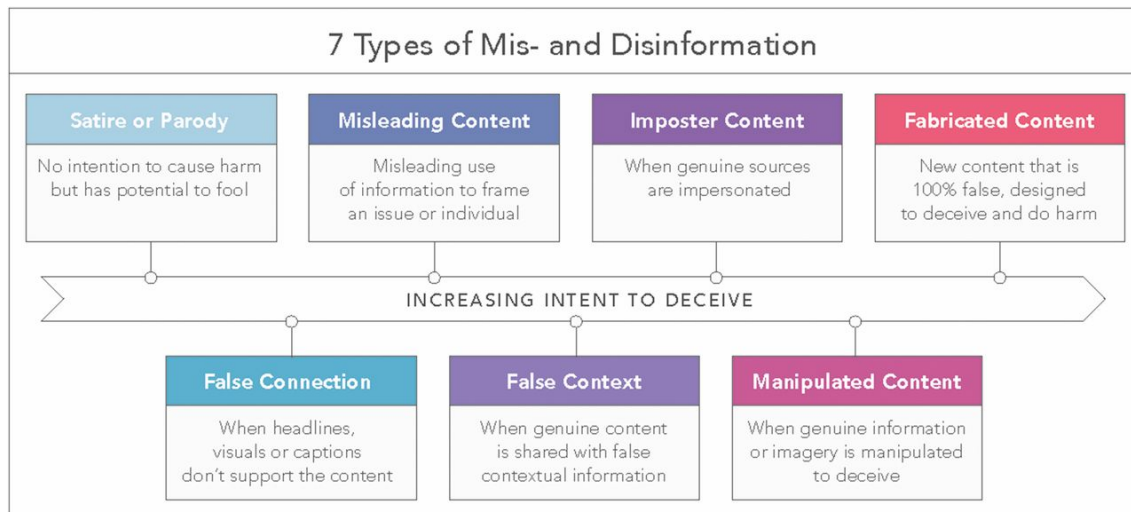 7 Types of Mis- and Disinformation
Satire or Parody
No intention to cause harm
but has potential to fool
Misleading Content
Misleading use
of information to frame
an issue or individual
Imposter Content
When genuine sources
are impersonated
Fabricated Content
New content that is
100% false, designed
to deceive and do harm
INCREASING INTENT TO DECEIVE
False Connection
When headlines,
visuals or captions
don't support the content
False Context
When genuine content
is shared with false
contextual information
Manipulated Content
When genuine information
or imagery is manipulated
to deceive